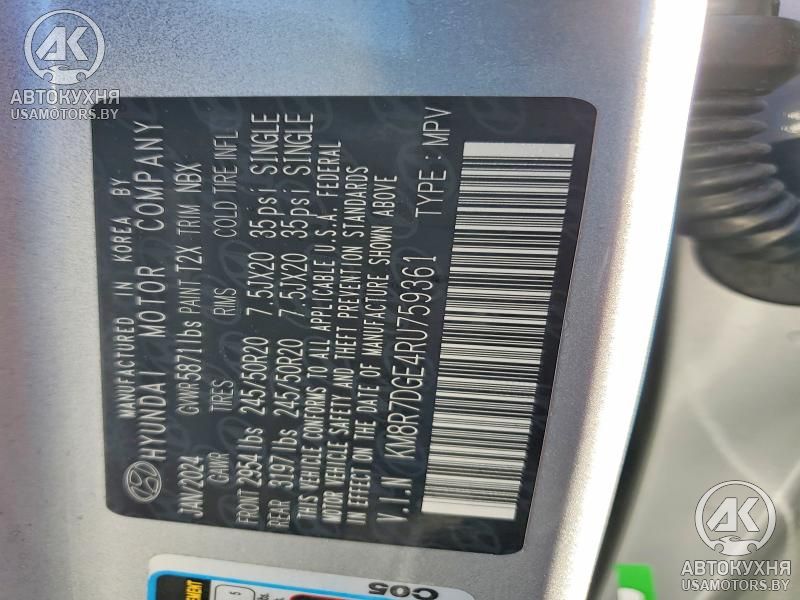 MANUFACTURED IN KOREA BY
HYUNDAI MOTOR COMPANY
JAN/2024 GVWR 5871lbs PAINT T2X TRIM NBX
GAWR TIRES RIMS COLD TIRE INFL
FRONT 2954lbs 245/50R20 7.5JX20 35psi SINGLE
REAR 3197lbs 245/50R20 7.5JX20 35psi SINGLE
THIS VEHICLE CONFORMS TO ALL APPLICABLE U.S.A. FEDERAL
MOTOR VEHICLE SAFETY AND THEFT PREVENTION STANDARDS
IN EFFECT ON THE DATE OF MANUFACTURE SHOWN ABOVE
V.I.N KM8R7DGE4RU759361 TYPE : MPV
C05
5
АК
АВТОКУХНЯ
USAMOTORS.BY
АК
АВТОКУХНЯ
USAMOTORS.BY